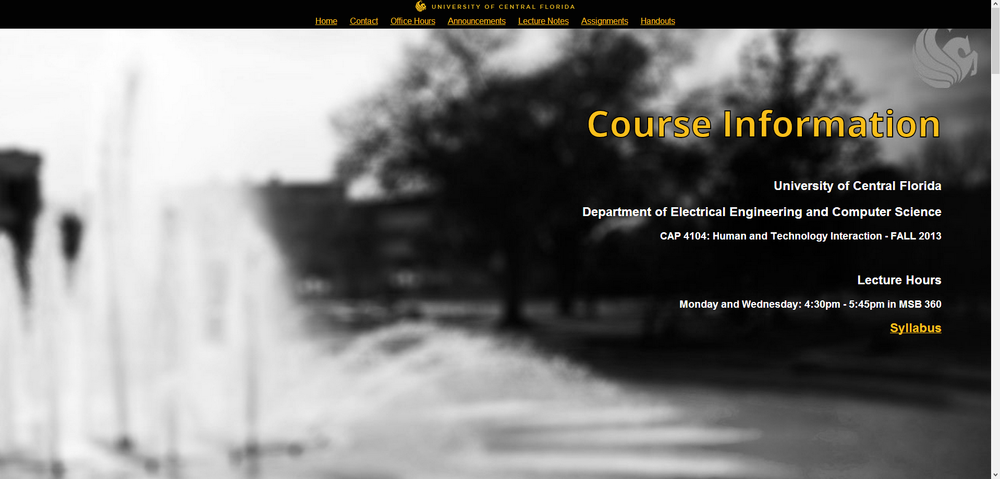 UNIVERSITY OF CENTRAL FLORIDA
Home Contact Office Hours Announcements Lecture Notes Assignments Handouts
Course Information
University of Central Florida
Department of Electrical Engineering and Computer Science
CAP 4104: Human and Technology Interaction - FALL 2013
Lecture Hours
Monday and Wednesday: 4:30pm - 5:45pm in MSB 360
Syllabus